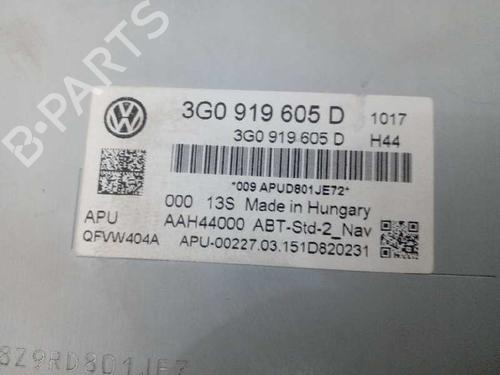 3G0 919 605 D 1017
3G0 919 605 D H44
*009 APUD801JE72*
000 13S Made in Hungary
APU AAH44000 ABT-Std-2_Nav
QFVW404A APU-00227.03.151D820231
8Z9RD8D1JE7